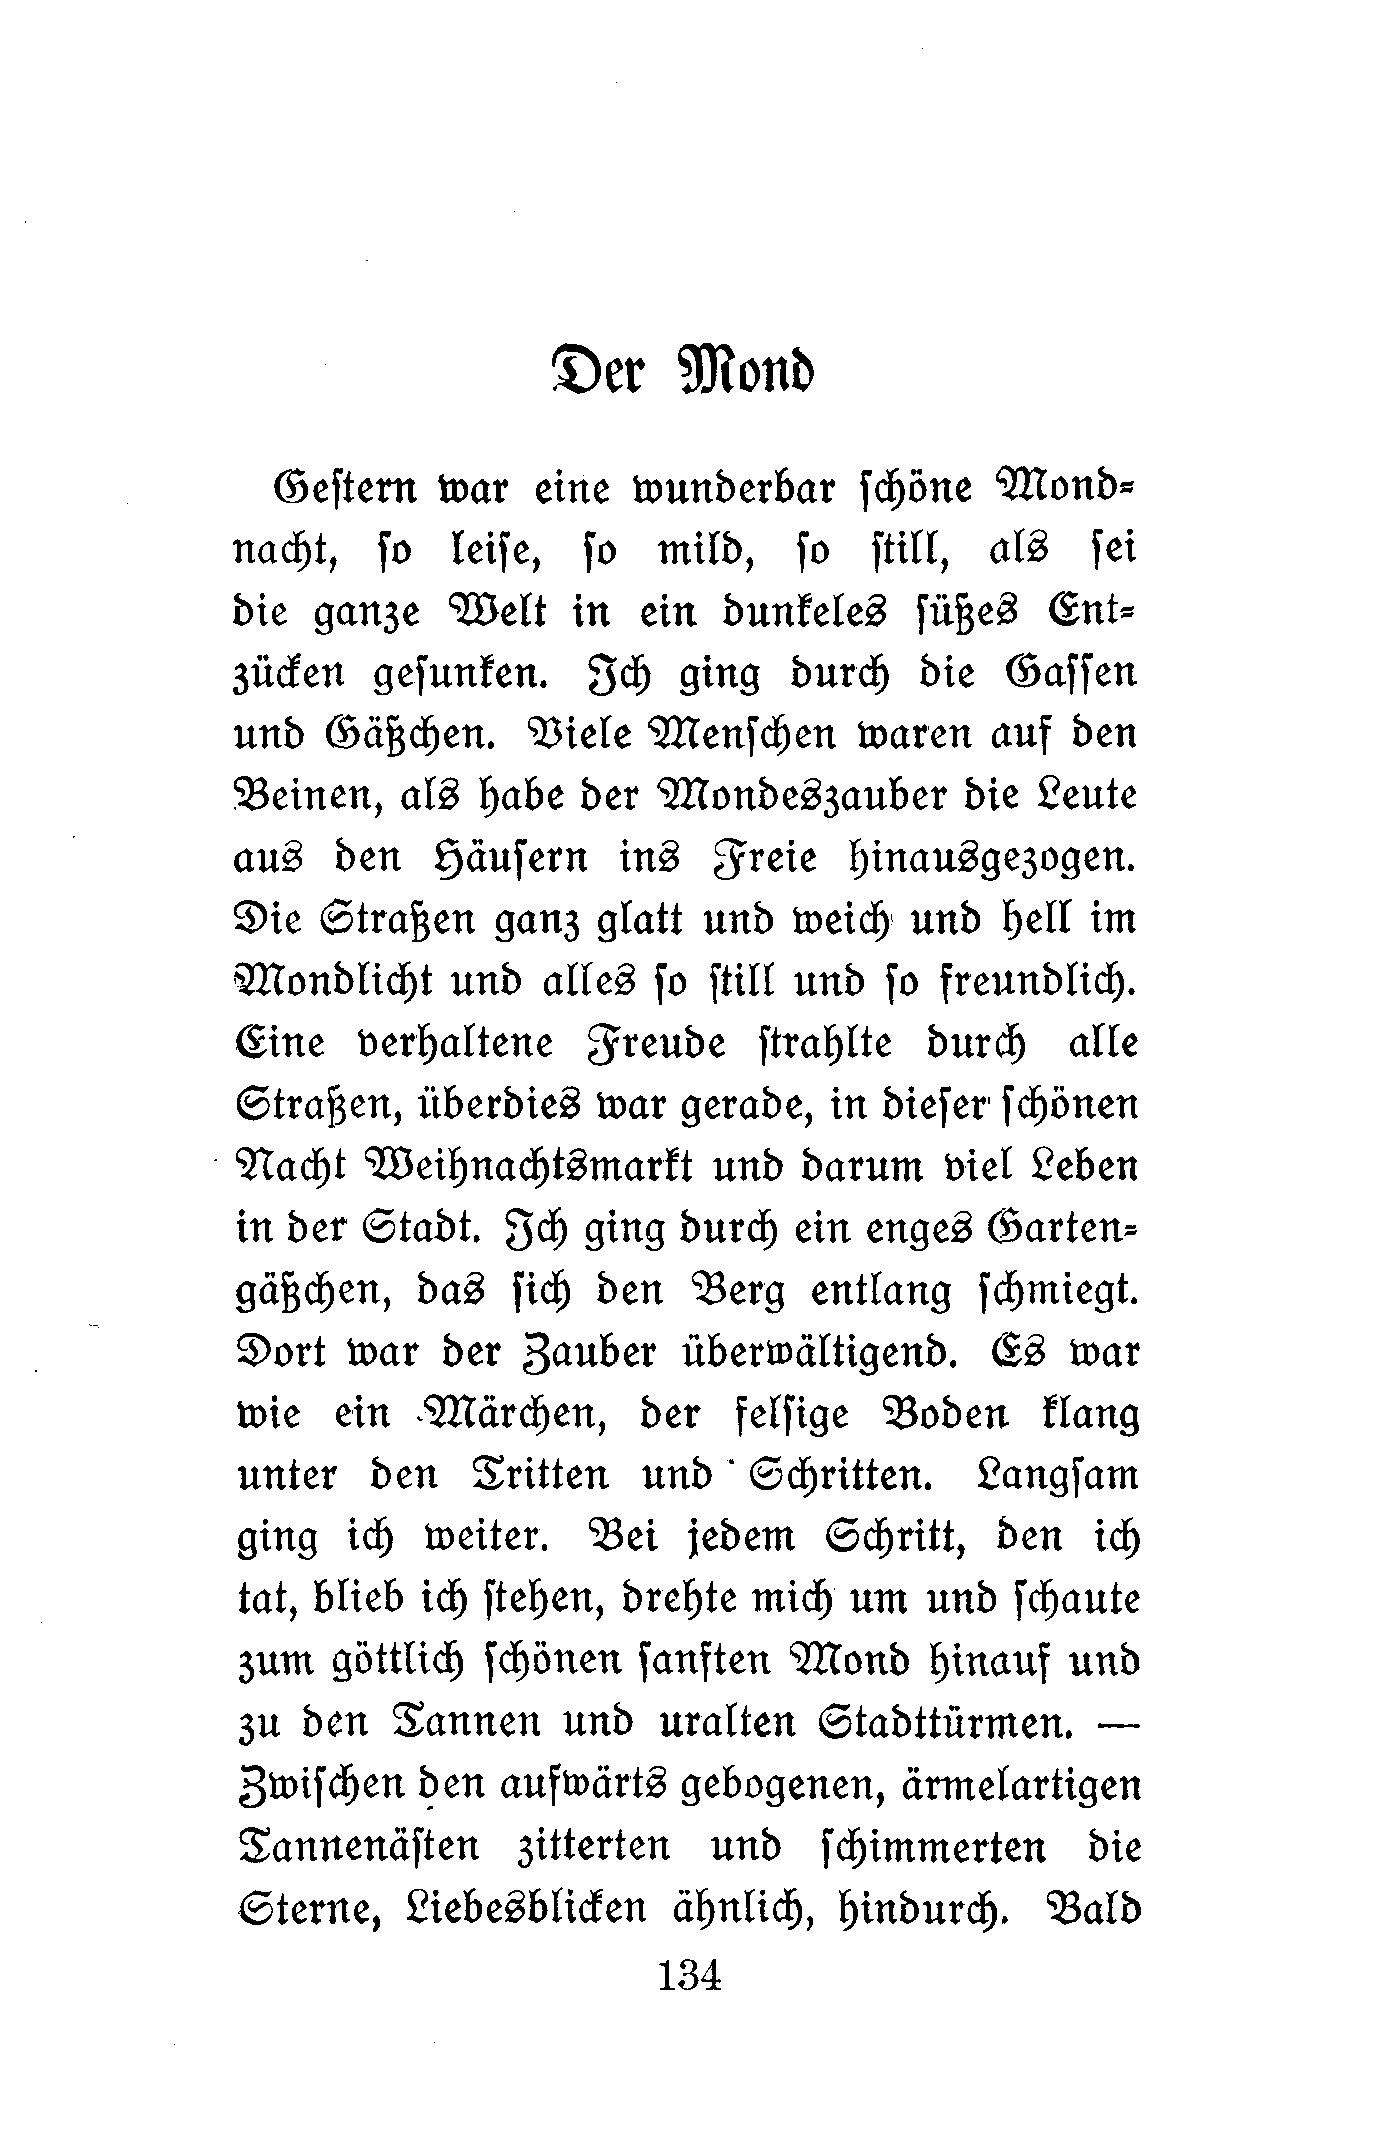 Der Mond
Gestern war eine wunderbar schöne Mond-
nacht, so leise, so mild, so still, als sei
die ganze Welt in ein dunkeles süßes Ent-
zücken gesunken. Ich ging durch die Gassen
und Gäßchen. Viele Menschen waren auf den
Beinen, als habe der Mondeszauber die Leute
aus den Häusern ins Freie hinausgezogen.
Die Straßen ganz glatt und weich und hell im
Mondlicht und alles so still und so freundlich.
Eine verhaltene Freude strahlte durch alle
Straßen, überdies war gerade, in dieser schönen
Nacht Weihnachtsmarkt und darum viel Leben
in der Stadt. Ich ging durch ein enges Garten-
gäßchen, das sich den Berg entlang schmiegt.
Dort war der Zauber überwältigend. Es war
wie ein Märchen, der felsige Boden klang
unter den Tritten und Schritten. Langsam
ging ich weiter. Bei jedem Schritt, den ich
tat, blieb ich stehen, drehte mich um und schaute
zum göttlich schönen sanften Mond hinauf und
zu den Tannen und uralten Stadttürmen. —
Zwischen den aufwärts gebogenen, ärmelartigen
Tannenästen zitterten und schimmerten die
Sterne, Liebesblicken ähnlich, hindurch. Bald
134